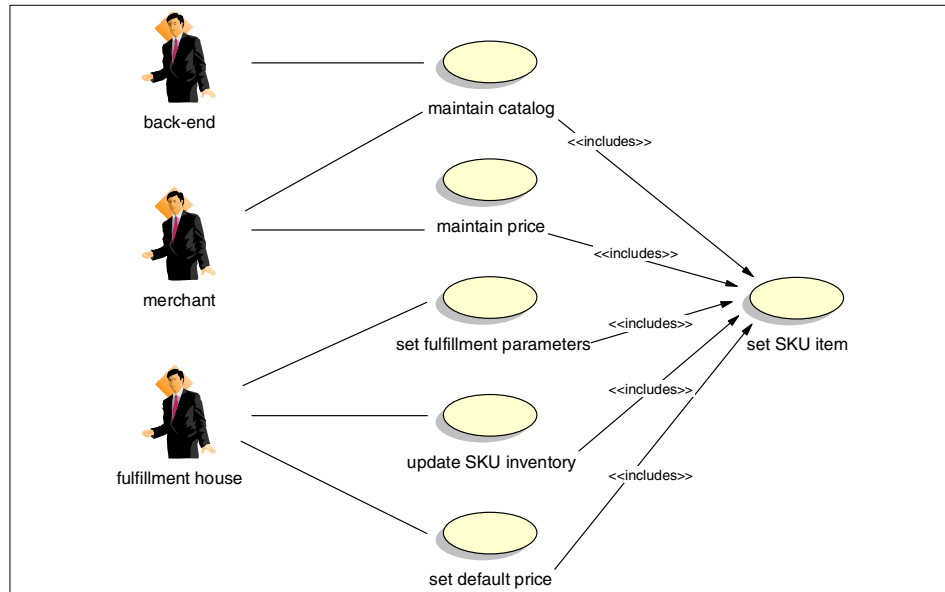 back-end
maintain catalog
<<includes>>
maintain price
<<includes>>
merchant
set fulfillment parameters
<<includes>>
set SKU item
<<includes>>
update SKU inventory
fulfillment house
<<includes>>
set default price